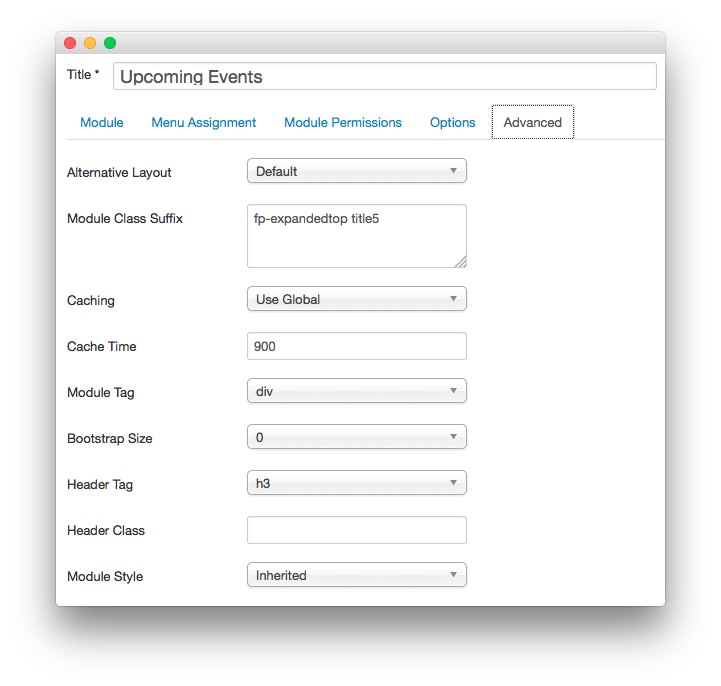 Title * Upcoming Events
Module Menu Assignment Module Permissions Options Advanced
Alternative Layout Default
Module Class Suffix fp-expandedtop title5
Caching Use Global
Cache Time 900
Module Tag div
Bootstrap Size 0
Header Tag h3
Header Class
Module Style Inherited